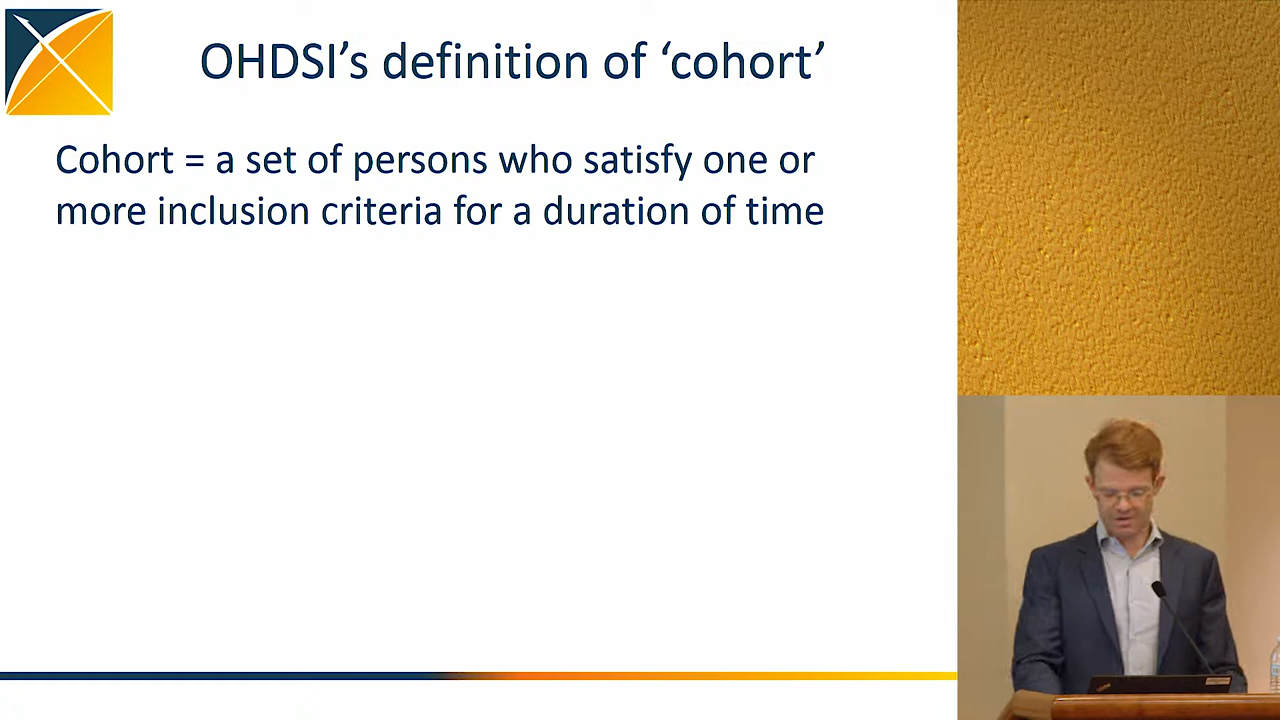 OHDSI’s definition of ‘cohort’
Cohort = a set of persons who satisfy one or
more inclusion criteria for a duration of time